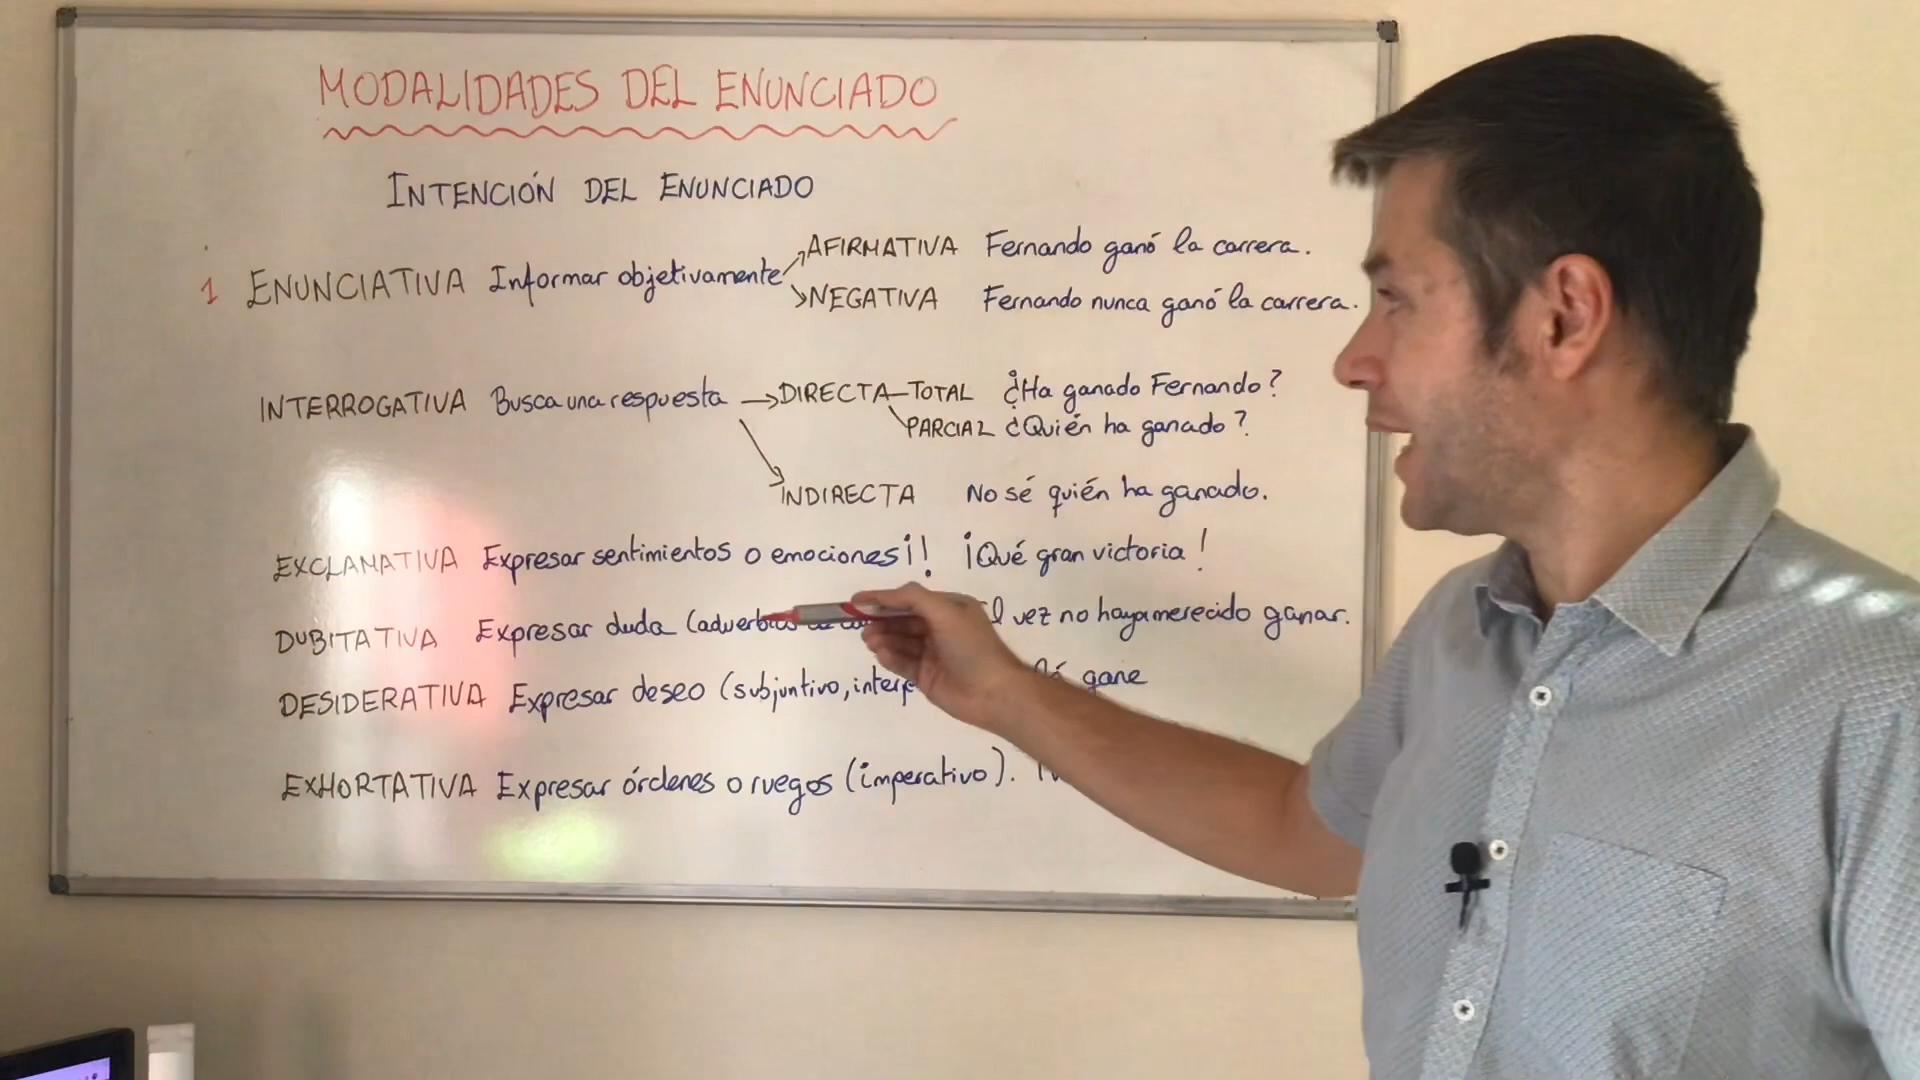 MODALIDADES DEL ENUNCIADO
INTENCIÓN DEL ENUNCIADO
1 ENUNCIATIVA Informar objetivamente AFIRMATIVA Fernando ganó la carrera.
NEGATIVA Fernando nunca ganó la carrera.
INTERROGATIVA Busca una respuesta DIRECTA TOTAL ¿Ha ganado Fernando?
PARCIAL ¿Quién ha ganado?
INDIRECTA No sé quién ha ganado.
EXCLAMATIVA Expresar sentimientos o emociones ¡! ¡Qué gran victoria!
DUBITATIVA Expresar duda (adverbios vez no haya merecido ganar.
DESIDERATIVA Expresar deseo (subjuntivo, gane
EXHORTATIVA Expresar órdenes o ruegos (imperativo).